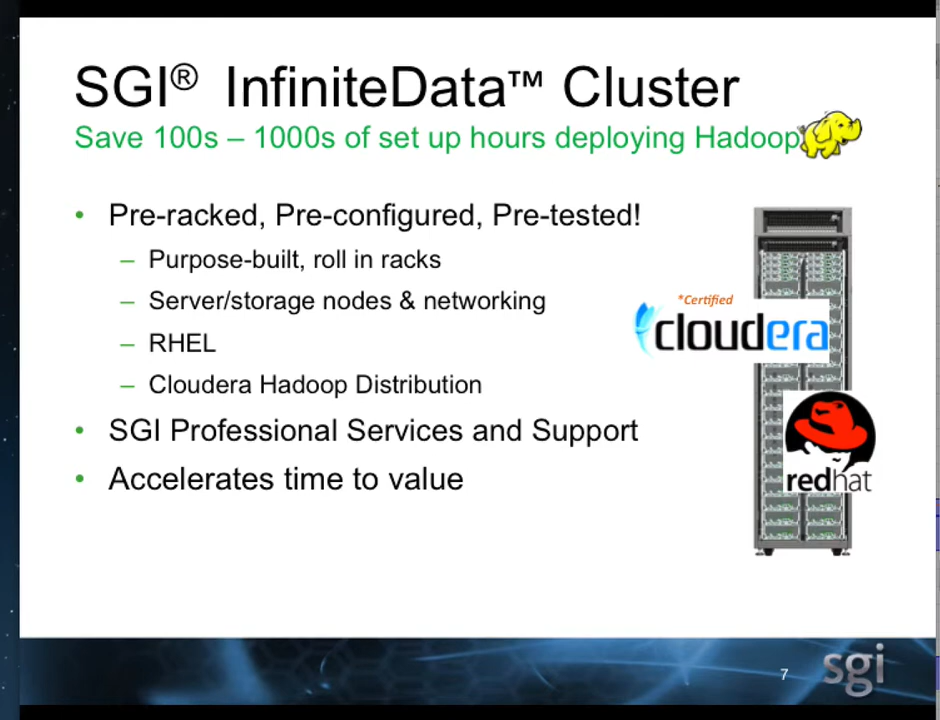 SGI® InfiniteData™ Cluster
Save 100s – 1000s of set up hours deploying Hadoop
• Pre-racked, Pre-configured, Pre-tested!
– Purpose-built, roll in racks
– Server/storage nodes & networking
– RHEL
– Cloudera Hadoop Distribution
• SGI Professional Services and Support
• Accelerates time to value
*Certified
cloudera
redhat
7
sgi